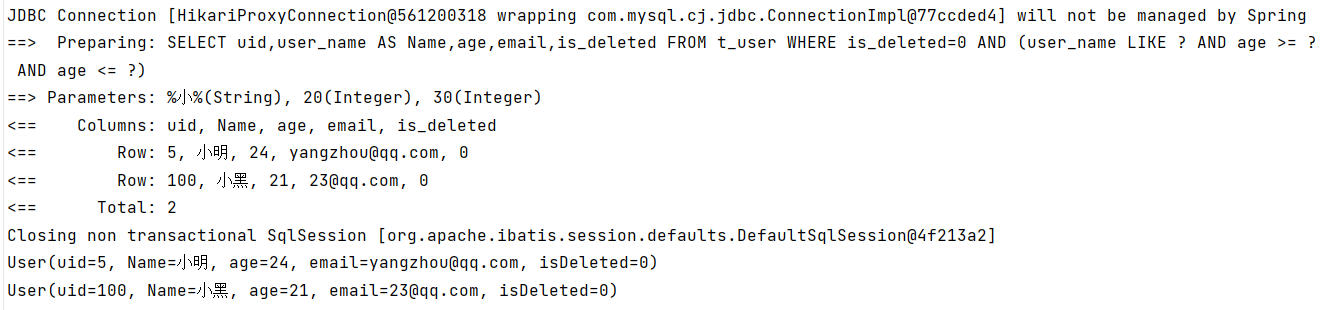 JDBC Connection [HikariProxyConnection@561200318 wrapping com.mysql.cj.jdbc.ConnectionImpl@77ccded4] will not be managed by Spring
==>  Preparing: SELECT uid,user_name AS Name,age,email,is_deleted FROM t_user WHERE is_deleted=0 AND (user_name LIKE ? AND age >= ?
 AND age <= ?)
==> Parameters: %小%(String), 20(Integer), 30(Integer)
<==    Columns: uid, Name, age, email, is_deleted
<==        Row: 5, 小明, 24, yangzhou@qq.com, 0
<==        Row: 100, 小黑, 21, 23@qq.com, 0
<==      Total: 2
Closing non transactional SqlSession [org.apache.ibatis.session.defaults.DefaultSqlSession@4f213a2]
User(uid=5, Name=小明, age=24, email=yangzhou@qq.com, isDeleted=0)
User(uid=100, Name=小黑, age=21, email=23@qq.com, isDeleted=0)